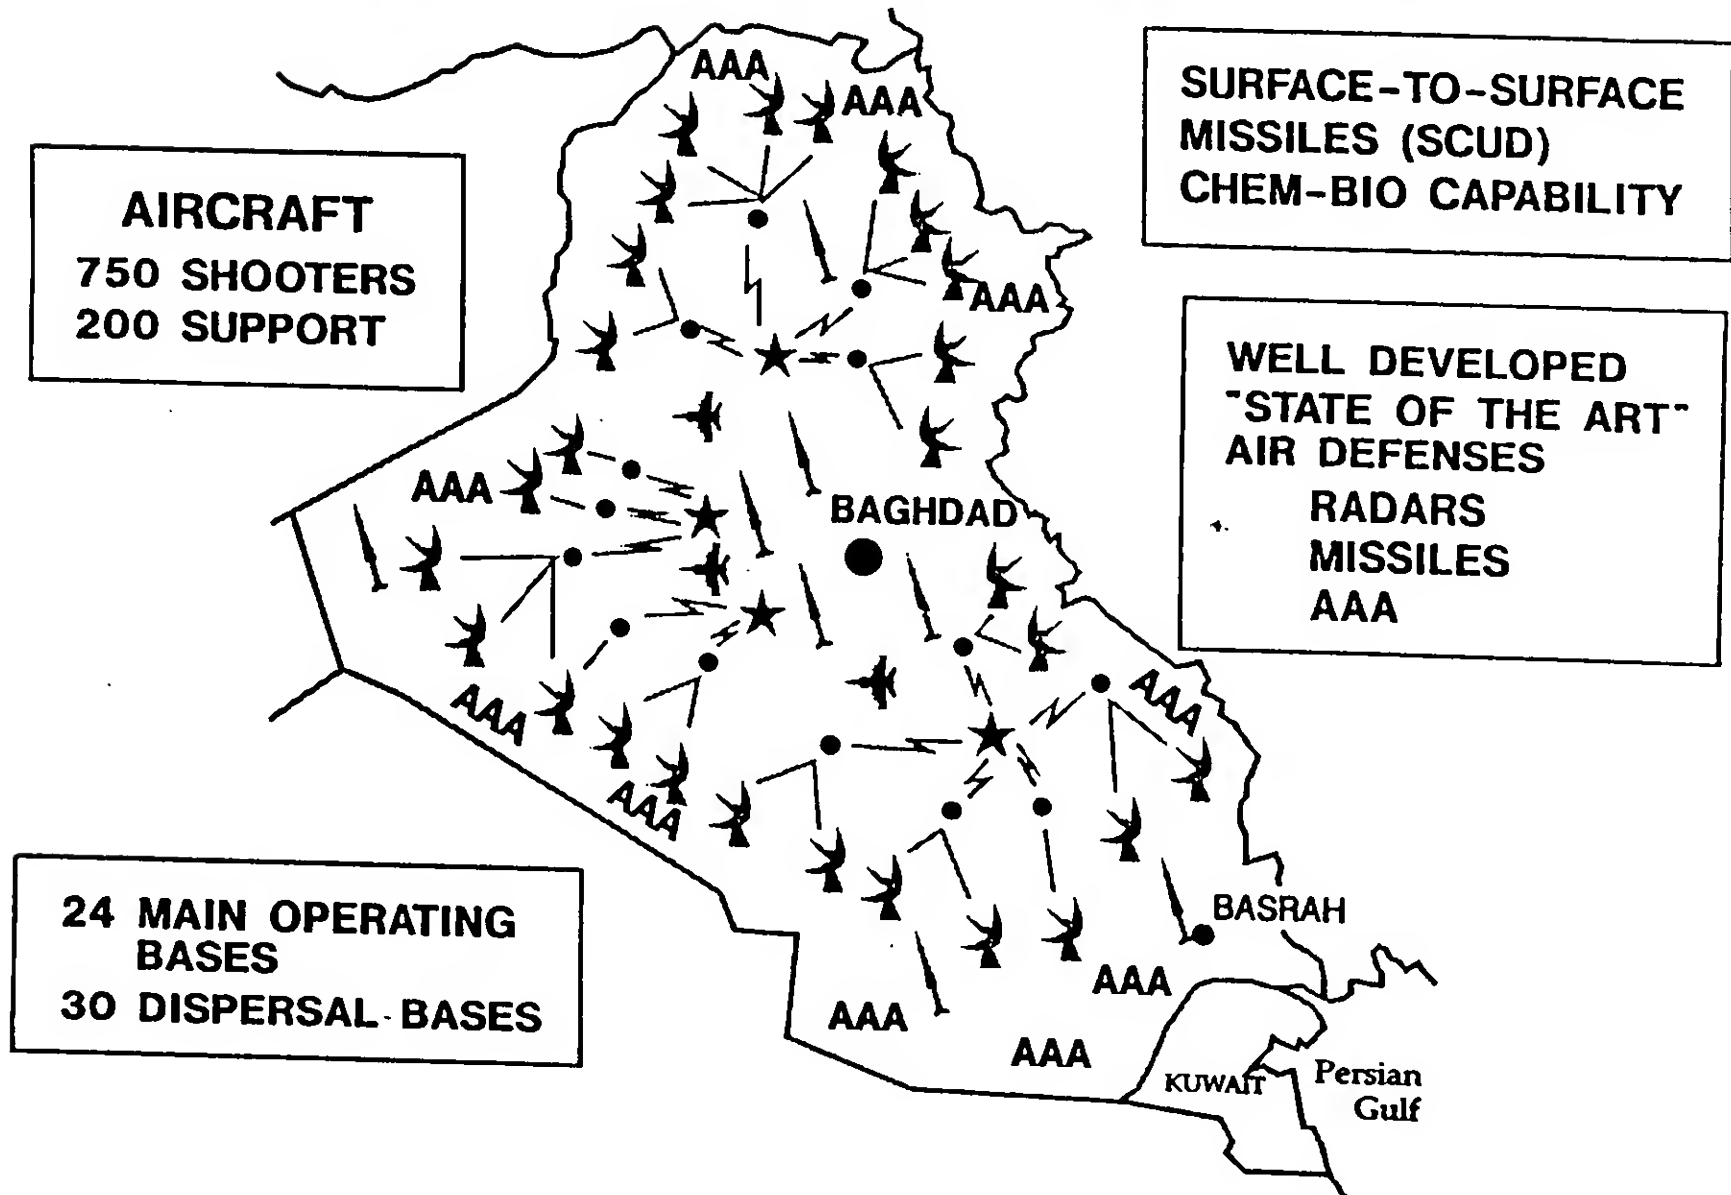 AAA
AAA
SURFACE-TO-SURFACE
MISSILES (SCUD)
CHEM-BIO CAPABILITY
AIRCRAFT
750 SHOOTERS
200 SUPPORT
AAA
WELL DEVELOPED
"STATE OF THE ART"
AIR DEFENSES
RADARS
MISSILES
AAA
AAA
BAGHDAD
AAA
AAA
AAA
24 MAIN OPERATING
BASES
30 DISPERSAL BASES
BASRAH
AAA
AAA
AAA
KUWAIT
Persian
Gulf